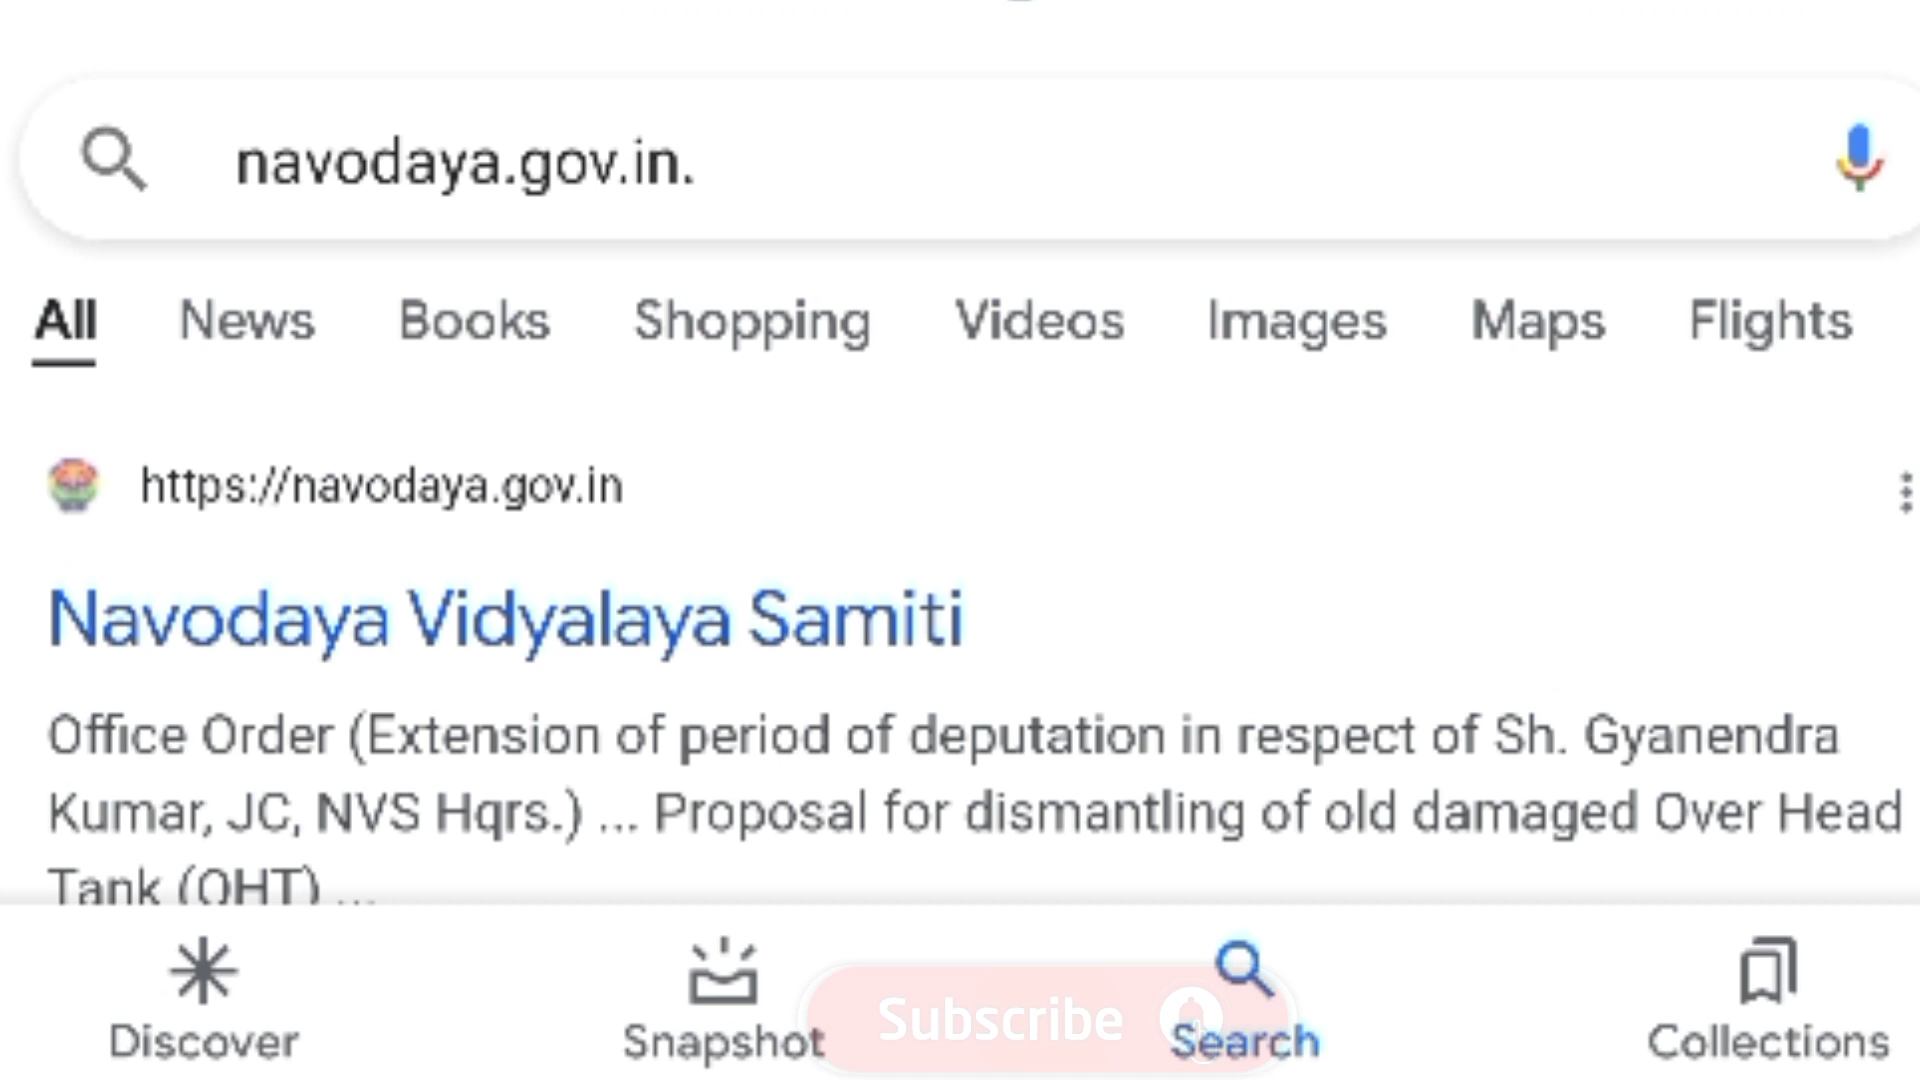 navodaya.gov.in.
All News Books Shopping Videos Images Maps Flights
https://navodaya.gov.in
Navodaya Vidyalaya Samiti
Office Order (Extension of period of deputation in respect of Sh. Gyanendra
Kumar, JC, NVS Hqrs.) ... Proposal for dismantling of old damaged Over Head
Tank (OHT) ...
Discover Snapshot Search Collections
Subscribe